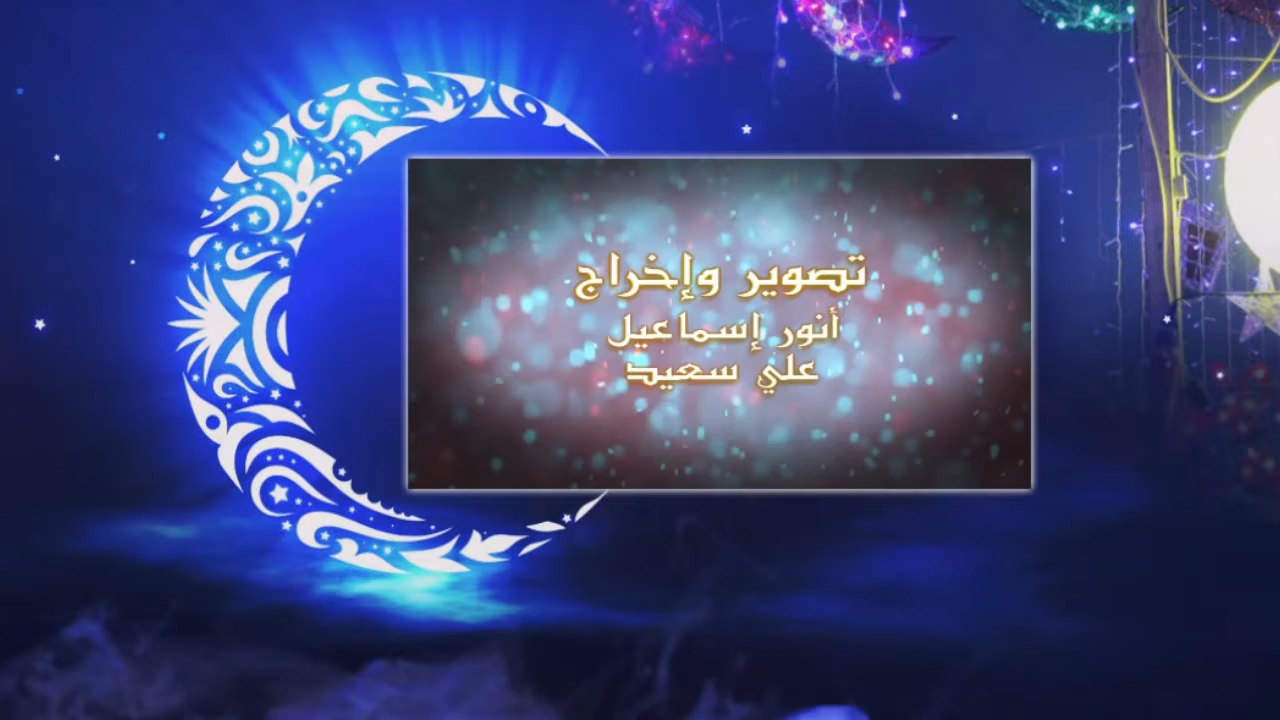 تصوير وإخراج
أنور إسماعيل
علي سعيد